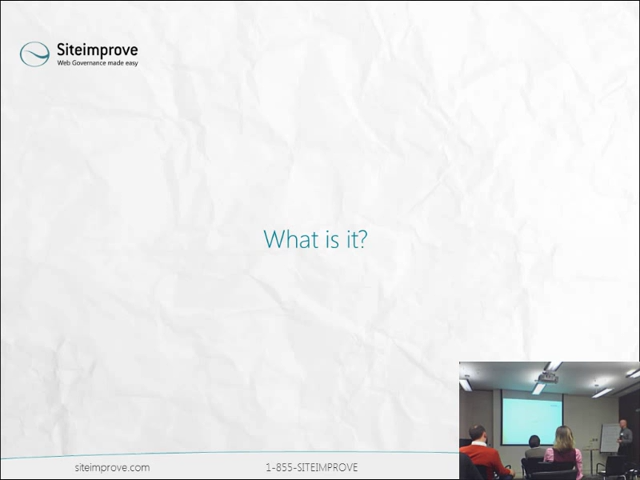 Siteimprove
Web Governance made easy
What is it?
siteimprove.com
1-855-SITEIMPROVE